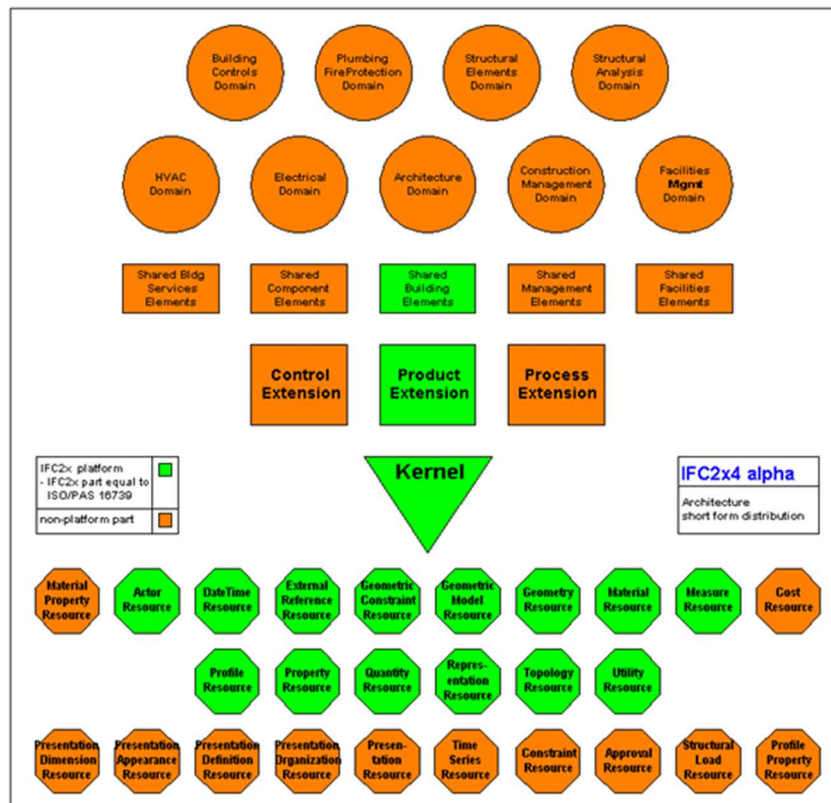 Building
Controls
Domain
Plumbing
FireProtection
Domain
Structural
Elements
Domain
Structural
Analysis
Domain
HVAC
Domain
Electrical
Domain
Architecture
Domain
Construction
Management
Domain
Facilities
Mgmt
Domain
Shared Bldg
Services
Elements
Shared
Component
Elements
Shared
Building
Elements
Shared
Management
Elements
Shared
Facilities
Elements
Control
Extension
Product
Extension
Process
Extension
IFC2x platform
- IFC2x part equal to
ISO/PAS 16739
non-platform part
Kernel
IFC2x4 alpha
Architecture
short form distribution
Material
Property
Resource
Actor
Resource
DateTime
Resource
External
Reference
Resource
Geometric
Constraint
Resource
Geometric
Model
Resource
Geometry
Resource
Material
Resource
Measure
Resource
Cost
Resource
Profile
Resource
Property
Resource
Quantity
Resource
Repres-
entation
Resource
Topology
Resource
Utility
Resource
Presentation
Dimension
Resource
Presentation
Appearance
Resource
Presentation
Definition
Resource
Presentation
Organization
Resource
Presen-
tation
Resource
Time
Series
Resource
Constraint
Resource
Approval
Resource
Structural
Load
Resource
Profile
Property
Resource